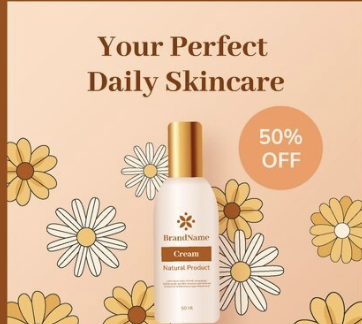 Your Perfect
Daily Skincare
50%
OFF
BrandName
Cream
Natural Product